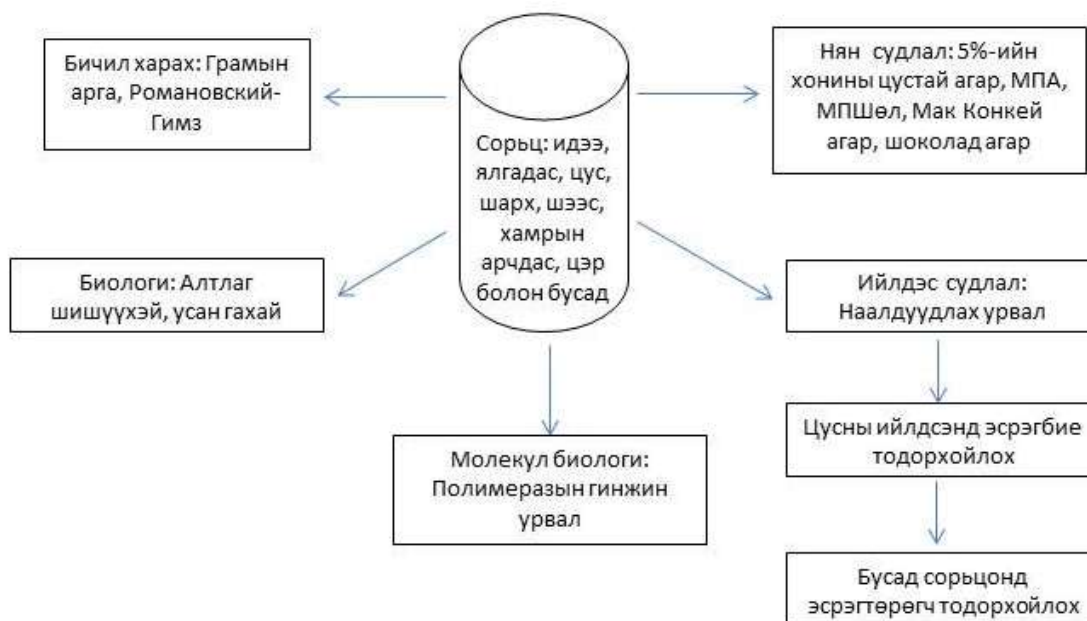 Бичил харах: Грамын
арга, Романовский-
Гимз
Сорьц: идээ,
ялгадас, цус,
шарх, шээс,
хамрын
арчдас, цэр
болон бусад
Нян судлал: 5%-ийн
хонины цустай агар, МПА,
МПШөл, Мак Конкей
агар, шоколад агар
Биологи: Алтлаг
шишүүхэй, усан гахай
Ийлдэс судлал:
Наалдуудлах урвал
Молекул биологи:
Полимеразын гинжин
урвал
Цусны ийлдсэнд эсрэгбие
тодорхойлох
Бусад сорьцонд
эсрэгтөрөгч тодорхойлох